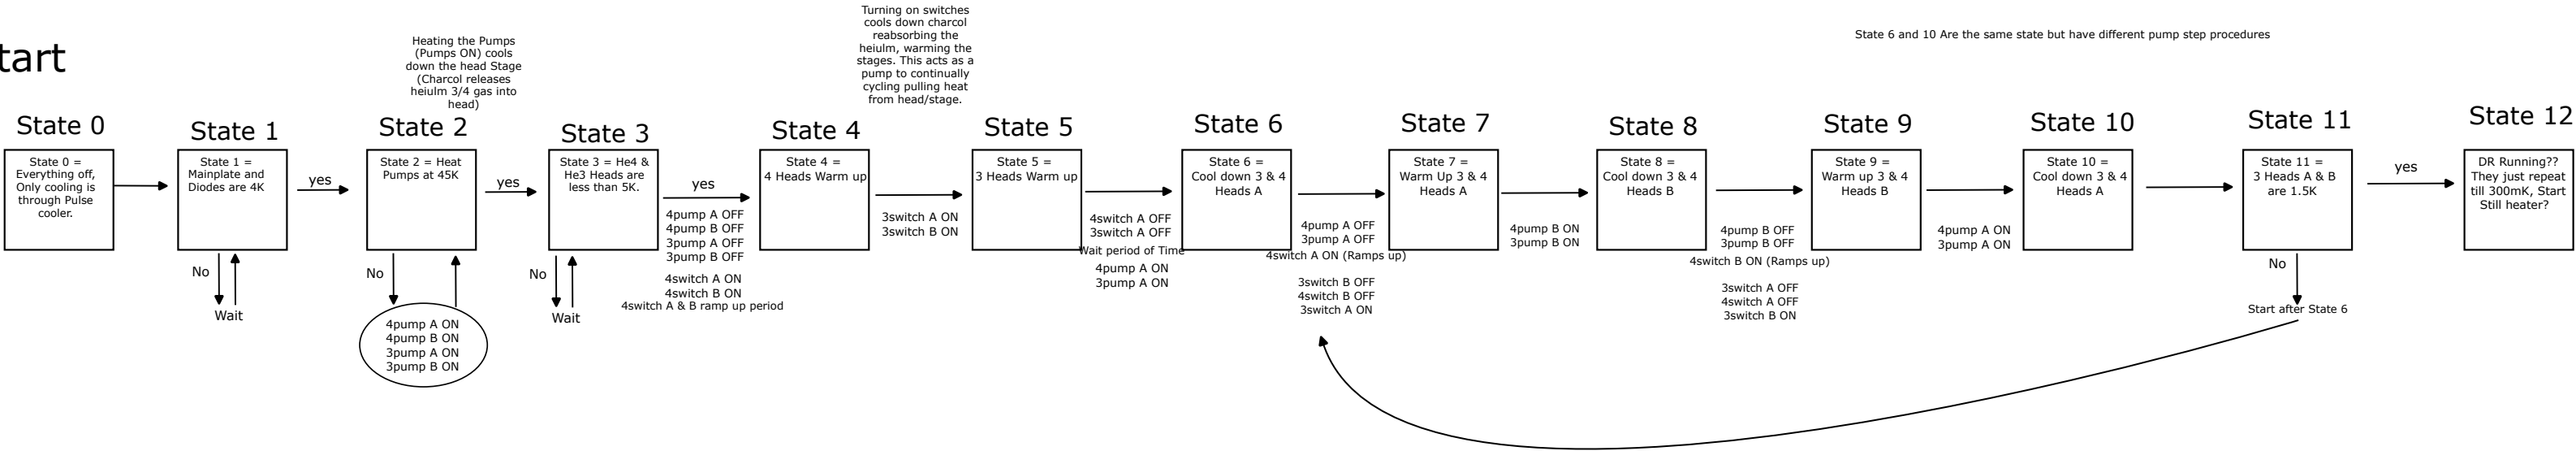 tart
Heating the Pumps
(Pumps ON) cools
down the head Stage
(Charcol releases
heiulm 3/4 gas into
head)
Turning on switches
cools down charcol
reabsorbing the
heiulm, warming the
stages. This acts as a
pump to continually
cycling pulling heat
from head/stage.
State 6 and 10 Are the same state but have different pump step procedures
State 0
State 0 =
Everything off,
Only cooling is
through Pulse
cooler.
State 1
State 1 =
Mainplate and
Diodes are 4K
No
Wait
yes
State 2
State 2 = Heat
Pumps at 45K
No
4pump A ON
4pump B ON
3pump A ON
3pump B ON
yes
State 3
State 3 = He4 &
He3 Heads are
less than 5K.
No
Wait
yes
4pump A OFF
4pump B OFF
3pump A OFF
3pump B OFF
4switch A ON
4switch B ON
4switch A & B ramp up period
State 4
State 4 =
4 Heads Warm up
3switch A ON
3switch B ON
State 5
State 5 =
3 Heads Warm up
4switch A OFF
3switch A OFF
Wait period of Time
4pump A ON
3pump A ON
State 6
State 6 =
Cool down 3 & 4
Heads A
4pump A OFF
3pump A OFF
4switch A ON (Ramps up)
3switch B OFF
4switch B OFF
3switch A ON
State 7
State 7 =
Warm Up 3 & 4
Heads A
4pump B ON
3pump B ON
State 8
State 8 =
Cool down 3 & 4
Heads B
4pump B OFF
3pump B OFF
4switch B ON (Ramps up)
3switch A OFF
4switch A OFF
3switch B ON
State 9
State 9 =
Warm up 3 & 4
Heads B
4pump A ON
3pump A ON
State 10
State 10 =
Cool down 3 & 4
Heads A
State 11
State 11 =
3 Heads A & B
are 1.5K
No
Start after State 6
yes
State 12
DR Running??
They just repeat
till 300mK, Start
Still heater?